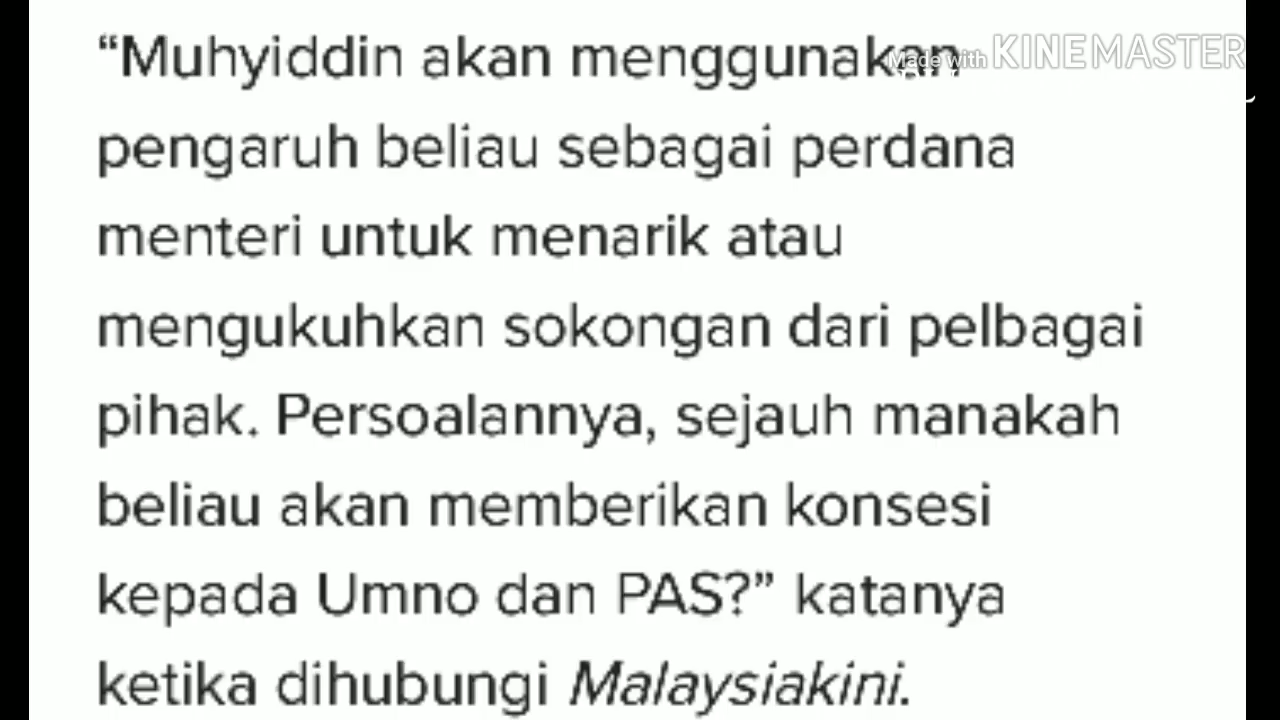 “Muhyiddin akan menggunakan
Made with KINEMASTER
pengaruh beliau sebagai perdana
menteri untuk menarik atau
mengukuhkan sokongan dari pelbagai
pihak. Persoalannya, sejauh manakah
beliau akan memberikan konsesi
kepada Umno dan PAS?” katanya
ketika dihubungi Malaysiakini.